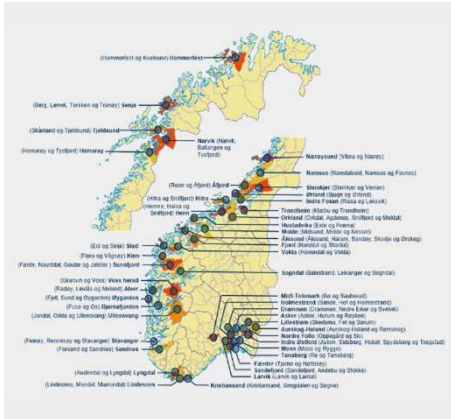 (Hammerfest og Kvalsund) Hammerfest
(Berg, Lenvik, Torsken og Tranøy) Senja
(Skånland og Tjeldsund) Tjeldsund
Narvik (Narvik,
Ballangen og
Tysfjord)
(Hamarøy og Tysfjord) Hamarøy
Nærøysund (Vikna og Nærøy)
Namsos (Namdalseid, Namsos og Fosnes)
Steinkjer (Steinkjer og Verran)
(Roan og Åfjord) Åfjord
Ørland (Bjugn og Ørland)
(Hitra og Snillfjord) Hitra
Indre Fosen (Rissa og Leksvik)
(Hemne, Halsa og
Snillfjord) Heim
Trondheim (Klæbu og Trondheim)
Orkland (Orkdal, Agdenes, Snillfjord og Meldal)
Hustadvika (Eide og Fræna)
Molde (Midsund, Molde og Nesset)
Ålesund (Ålesund, Haram, Sandøy, Skodje og Ørskog)
Fjord (Norddal og Stordal)
Volda (Hornindal og Volda)
(Eid og Selje) Stad
(Flora og Vågsøy) Kinn
(Førde, Naustdal, Gaular og Jølster) Sunnfjord
Sogndal (Balestrand, Leikanger og Sogndal)
(Granvin og Voss) Voss herad
(Radøy, Lindås og Meland) Alver
(Fjell, Sund og Øygarden) Øygarden
(Fusa og Os) Bjørnafjorden
(Jondal, Odda og Ullensvang) Ullensvang
Midt-Telemark (Bø og Sauherad)
Holmestrand (Sande, Hof og Holmestrand)
Drammen (Drammen, Nedre Eiker og Svelvik)
Asker (Asker, Hurum og Røyken)
Lillestrøm (Skedsmo, Fet og Sørum)
Aurskog-Høland (Aurskog-Høland og Rømskog)
Nordre Follo (Oppegård og Ski)
Indre Østfold (Askim, Eidsberg, Hobøl, Spydeberg og Trøgstad)
Moss (Moss og Rygge)
Tønsberg (Re og Tønsberg)
Færder (Tjøme og Nøtterøy)
Sandefjord (Sandefjord, Andebu og Stokke)
Larvik (Larvik og Lardal)
(Finnøy, Rennesøy og Stavanger) Stavanger
(Forsand og Sandnes) Sandnes
(Audnedal og Lyngdal) Lyngdal
(Lindesnes, Mandal, Marnardal) Lindesnes
Kristiansand (Kristiansand, Songdalen og Søgne)